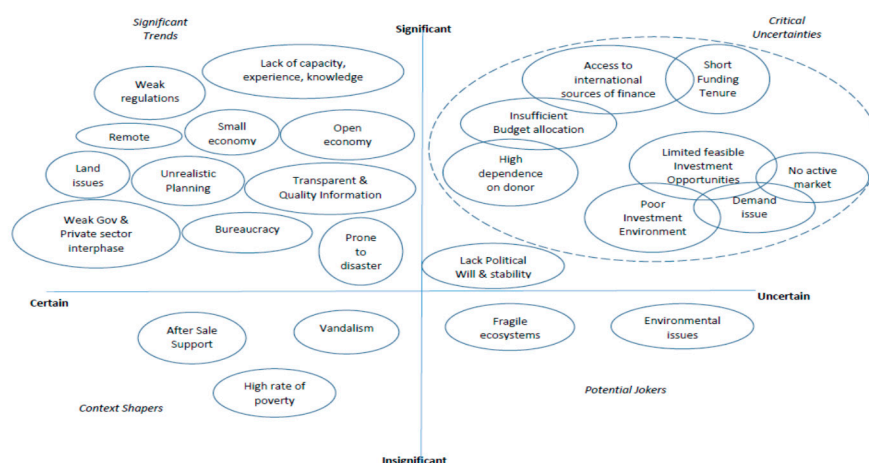 Significant
Trends
Significant
Critical
Uncertainties
Lack of capacity,
experience, knowledge
Weak
regulations
Remote
Small
economy
Open
economy
Land
issues
Unrealistic
Planning
Transparent &
Quality Information
Weak Gov &
Private sector
interphase
Bureaucracy
Prone
to
disaster
Access to
international
sources of finance
Short
Funding
Tenure
Insufficient
Budget allocation
High
dependence
on donor
Limited feasible
Investment
Opportunities
No active
market
Poor
Investment
Environment
Demand
issue
Lack Political
Will & stability
Certain
Uncertain
After Sale
Support
Vandalism
High rate of
poverty
Context Shapers
Fragile
ecosystems
Environmental
issues
Potential Jokers
Insignificant